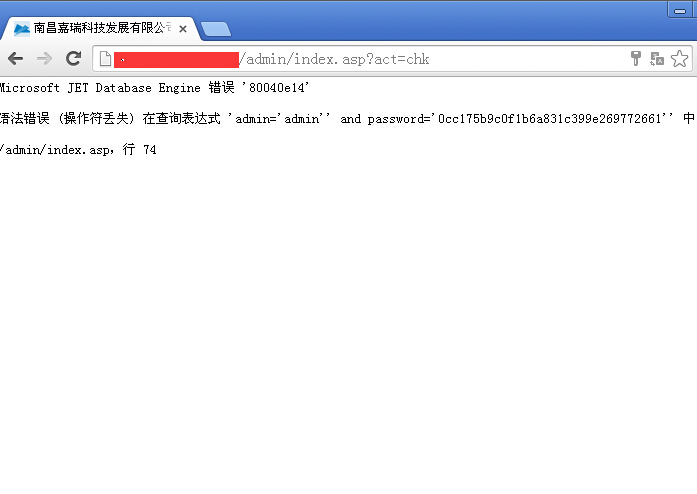 南昌嘉瑞科技发展有限公
/admin/index.asp?act=chk
Microsoft JET Database Engine 错误 '80040e14'
语法错误 (操作符丢失) 在查询表达式 'admin='admin'' and password='0cc175b9c0f1b6a831c399e269772661'' 中
/admin/index.asp，行 74